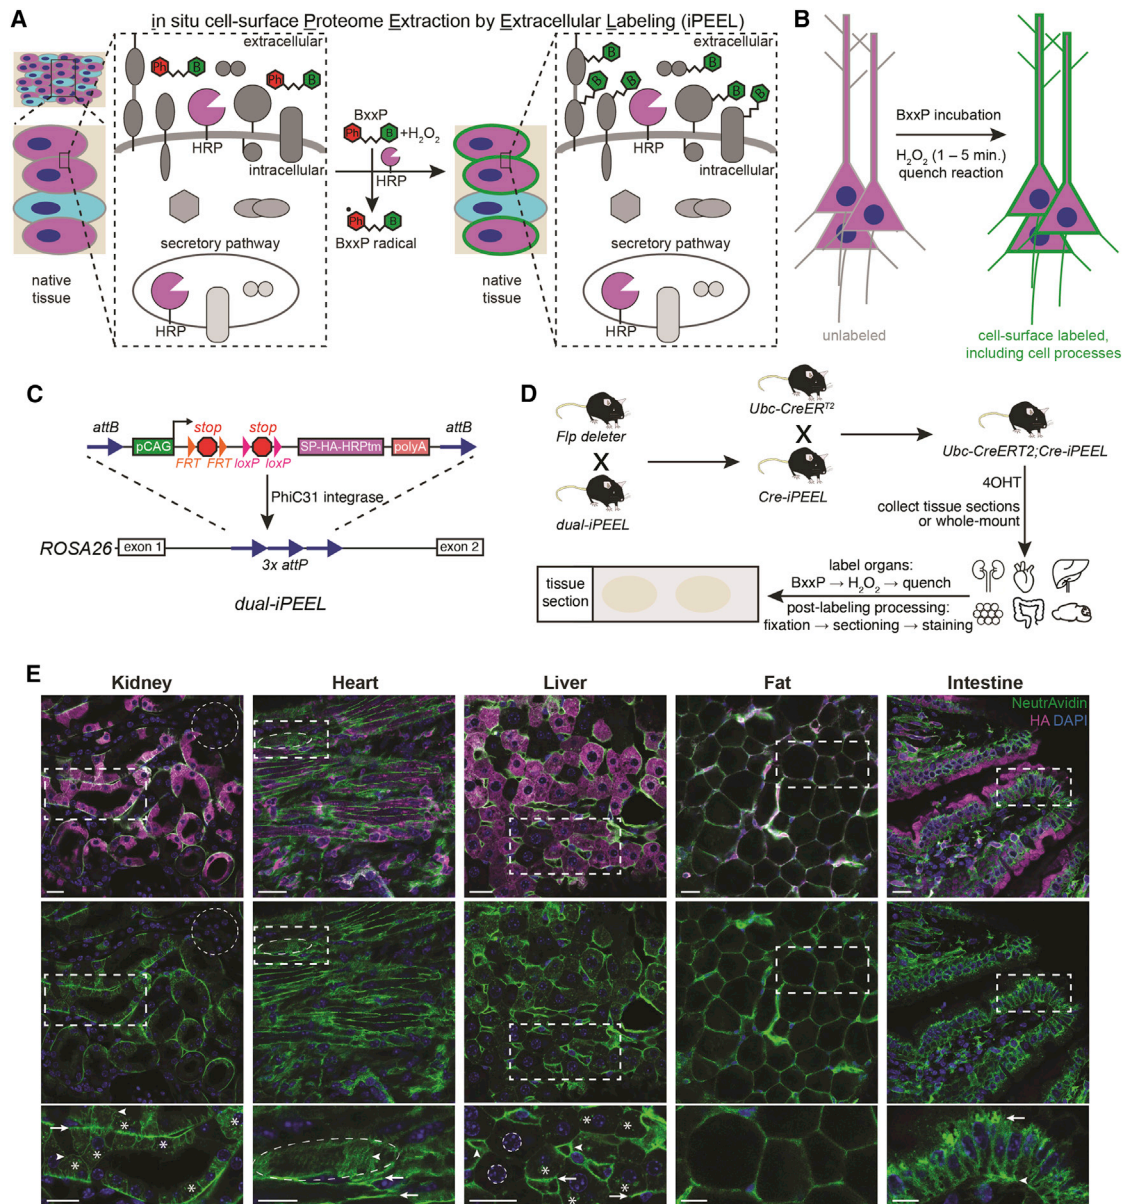 in situ cell-surface Proteome Extraction by Extracellular Labeling (iPEEL)
A
native
tissue
extracellular
Ph
B
Ph
B
HRP
intracellular
secretory pathway
HRP
BxxP
Ph
B
+H2O2
HRP
Ph
B
BxxP radical
native
tissue
extracellular
B
B
B
B
B
HRP
intracellular
secretory pathway
HRP
B
BxxP incubation
H2O2 (1 – 5 min.)
quench reaction
unlabeled
cell-surface labeled,
including cell processes
C
attB
pCAG
stop
stop
SP-HA-HRPtm
polyA
attB
FRT
FRT
loxP
loxP
PhiC31 integrase
ROSA26
exon 1
exon 2
3x attP
dual-iPEEL
D
Flp deleter
X
dual-iPEEL
Ubc-CreERT2
X
Cre-iPEEL
Ubc-CreERT2;Cre-iPEEL
4OHT
collect tissue sections
or whole-mount
label organs:
BxxP → H2O2 → quench
post-labeling processing:
fixation → sectioning → staining
tissue
section
E
Kidney
Heart
Liver
Fat
Intestine
NeutrAvidin
HA DAPI